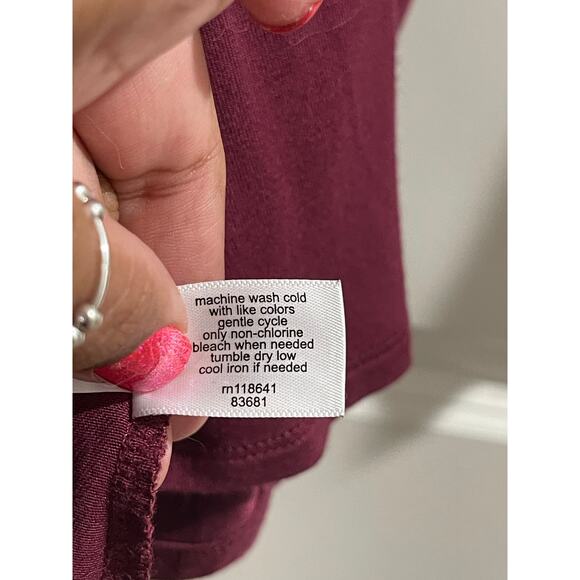 machine wash cold
with like colors
gentle cycle
only non-chlorine
bleach when needed
tumble dry low
cool iron if needed
rn118641
83681